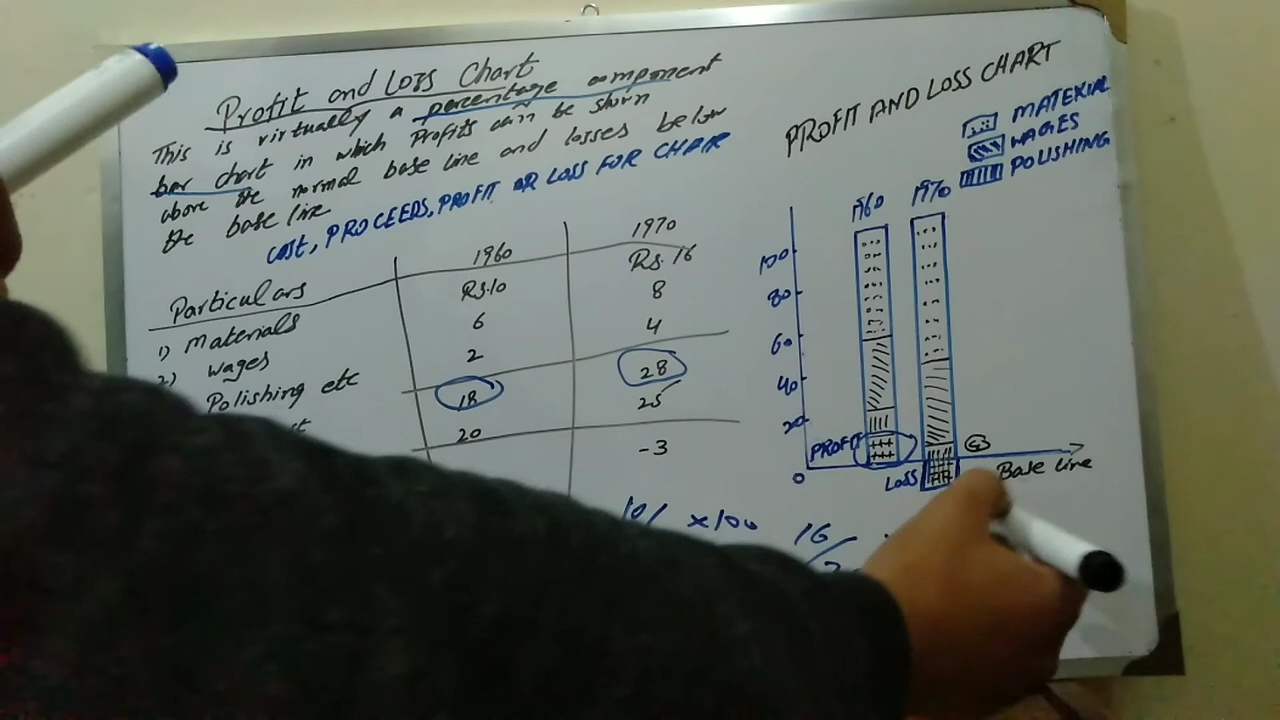 Profit and Loss Chart
This is virtually a percentage component
bar chart in which Profits can be shown
above the normal base line and losses below
the base line
COST, PROCEEDS, PROFIT OR LOSS FOR CHAR
Particulars 1960 1970
Rs.10 Rs.16
1) Materials 6 8
2) wages 2 4
Polishing etc 18 28
20 25
-3
10/ x100 16/
PROFIT AND LOSS CHART
MATERIAL
WAGES
POLISHING
1960 1970
100
80
60
40
20
0
PROFIT
LOSS
Base line